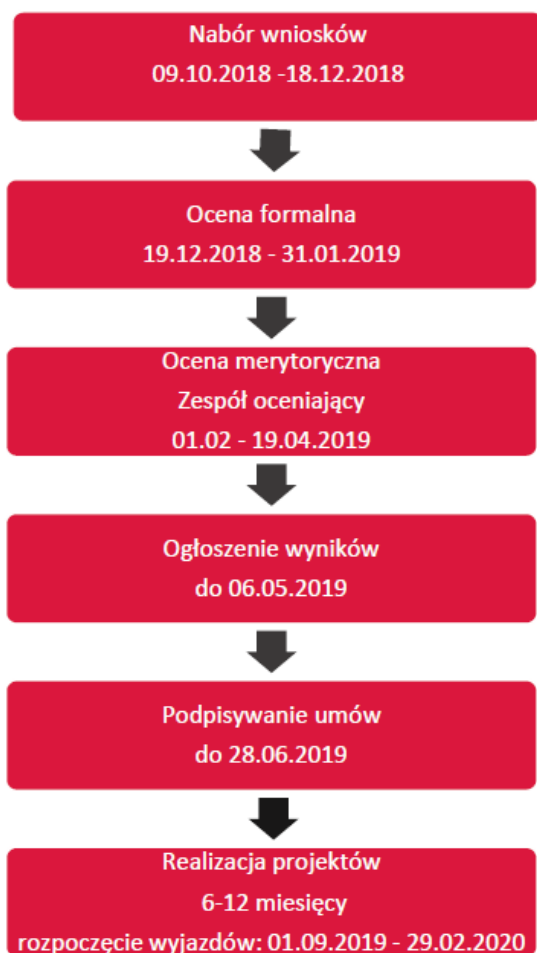 Nabór wniosków
09.10.2018 -18.12.2018
Ocena formalna
19.12.2018 - 31.01.2019
Ocena merytoryczna
Zespół oceniający
01.02 - 19.04.2019
Ogłoszenie wyników
do 06.05.2019
Podpisywanie umów
do 28.06.2019
Realizacja projektów
6-12 miesięcy
rozpoczęcie wyjazdów: 01.09.2019 - 29.02.2020